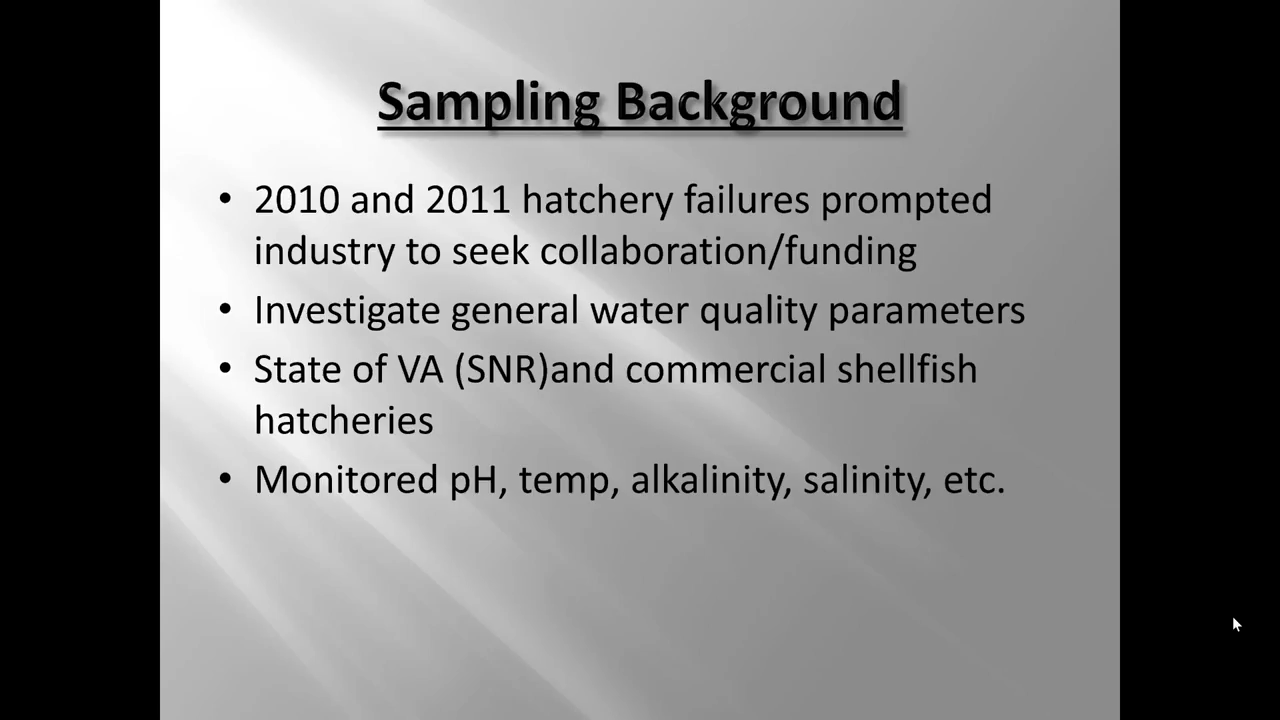 Sampling Background
• 2010 and 2011 hatchery failures prompted
industry to seek collaboration/funding
• Investigate general water quality parameters
• State of VA (SNR)and commercial shellfish
hatcheries
• Monitored pH, temp, alkalinity, salinity, etc.